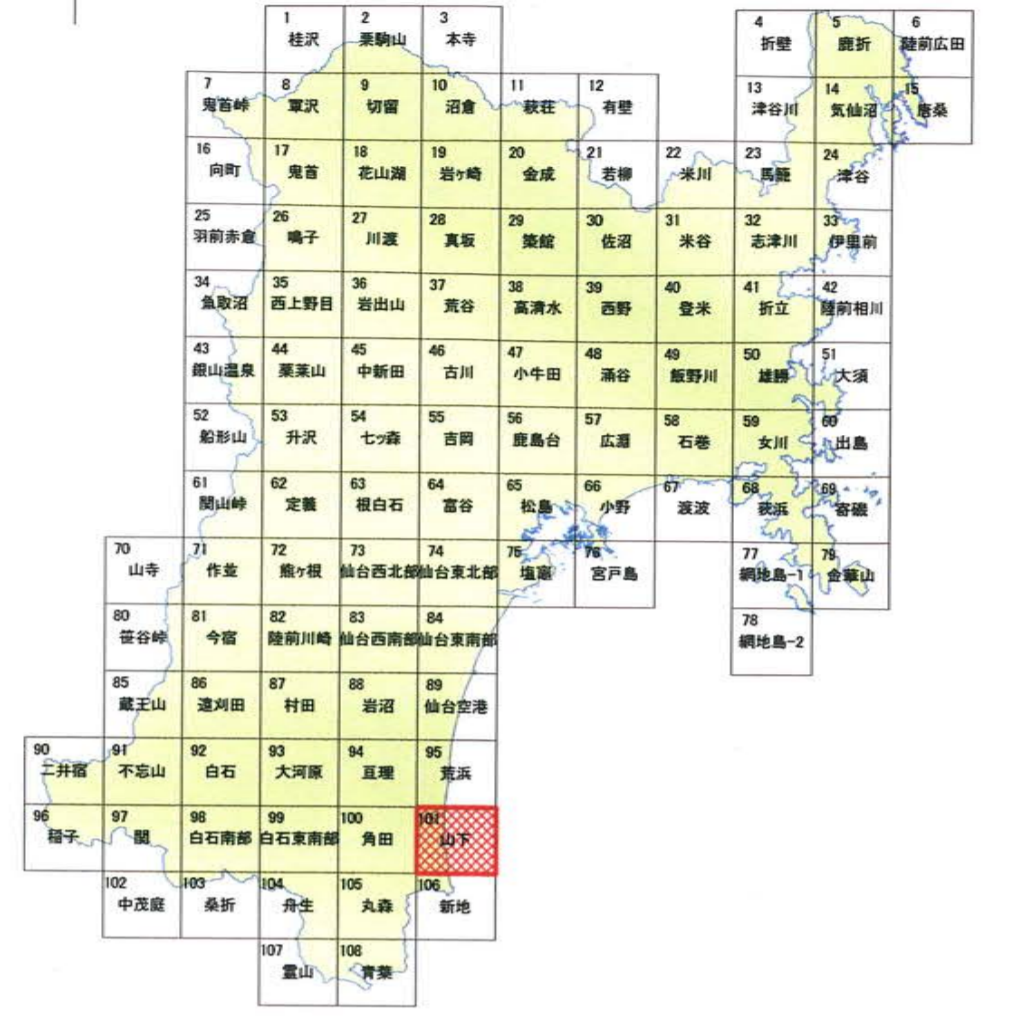 1
桂沢
2
栗駒山
3
本寺
4
折壁
5
鹿折
6
陸前広田
7
鬼首峠
8
軍沢
9
切留
10
沼倉
11
萩荘
12
有壁
13
津谷川
14
気仙沼
15
唐桑
16
向町
17
鬼首
18
花山湖
19
岩ヶ崎
20
金成
21
若柳
22
米川
23
馬籠
24
津谷
25
羽前赤倉
26
鳴子
27
川渡
28
真坂
29
築館
30
佐沼
31
米谷
32
志津川
33
伊里前
34
魚取沼
35
西上野目
36
岩出山
37
荒谷
38
高清水
39
西野
40
登米
41
折立
42
陸前相川
43
銀山温泉
44
薬莱山
45
中新田
46
古川
47
小牛田
48
涌谷
49
飯野川
50
雄勝
51
大須
52
船形山
53
升沢
54
七ッ森
55
吉岡
56
鹿島台
57
広淵
58
石巻
59
女川
60
出島
61
関山峠
62
定義
63
根白石
64
富谷
65
松島
66
小野
67
渡波
68
荻浜
69
寄磯
70
山寺
71
作並
72
熊ヶ根
73
仙台西北部
74
仙台東北部
75
塩竈
76
宮戸島
77
網地島-1
79
金華山
80
笹谷峠
81
今宿
82
陸前川崎
83
仙台西南部
84
仙台東南部
78
網地島-2
85
蔵王山
86
遠刈田
87
村田
88
岩沼
89
仙台空港
90
二井宿
91
不忘山
92
白石
93
大河原
94
亘理
95
荒浜
96
稲子
97
関
98
白石南部
99
白石東南部
100
角田
101
山下
102
中茂庭
103
桑折
104
舟生
105
丸森
106
新地
107
霊山
108
青葉